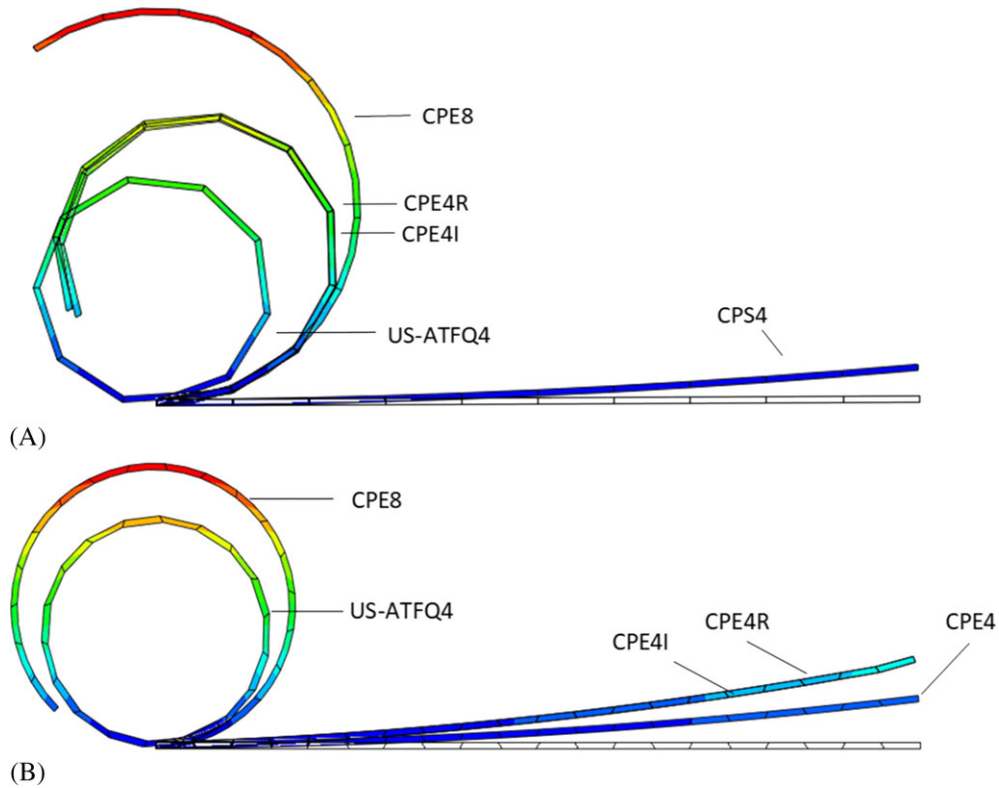 CPE8
CPE4R
CPE4I
US-ATFQ4
CPS4
(A)
CPE8
US-ATFQ4
CPE4I
CPE4R
CPE4
(B)